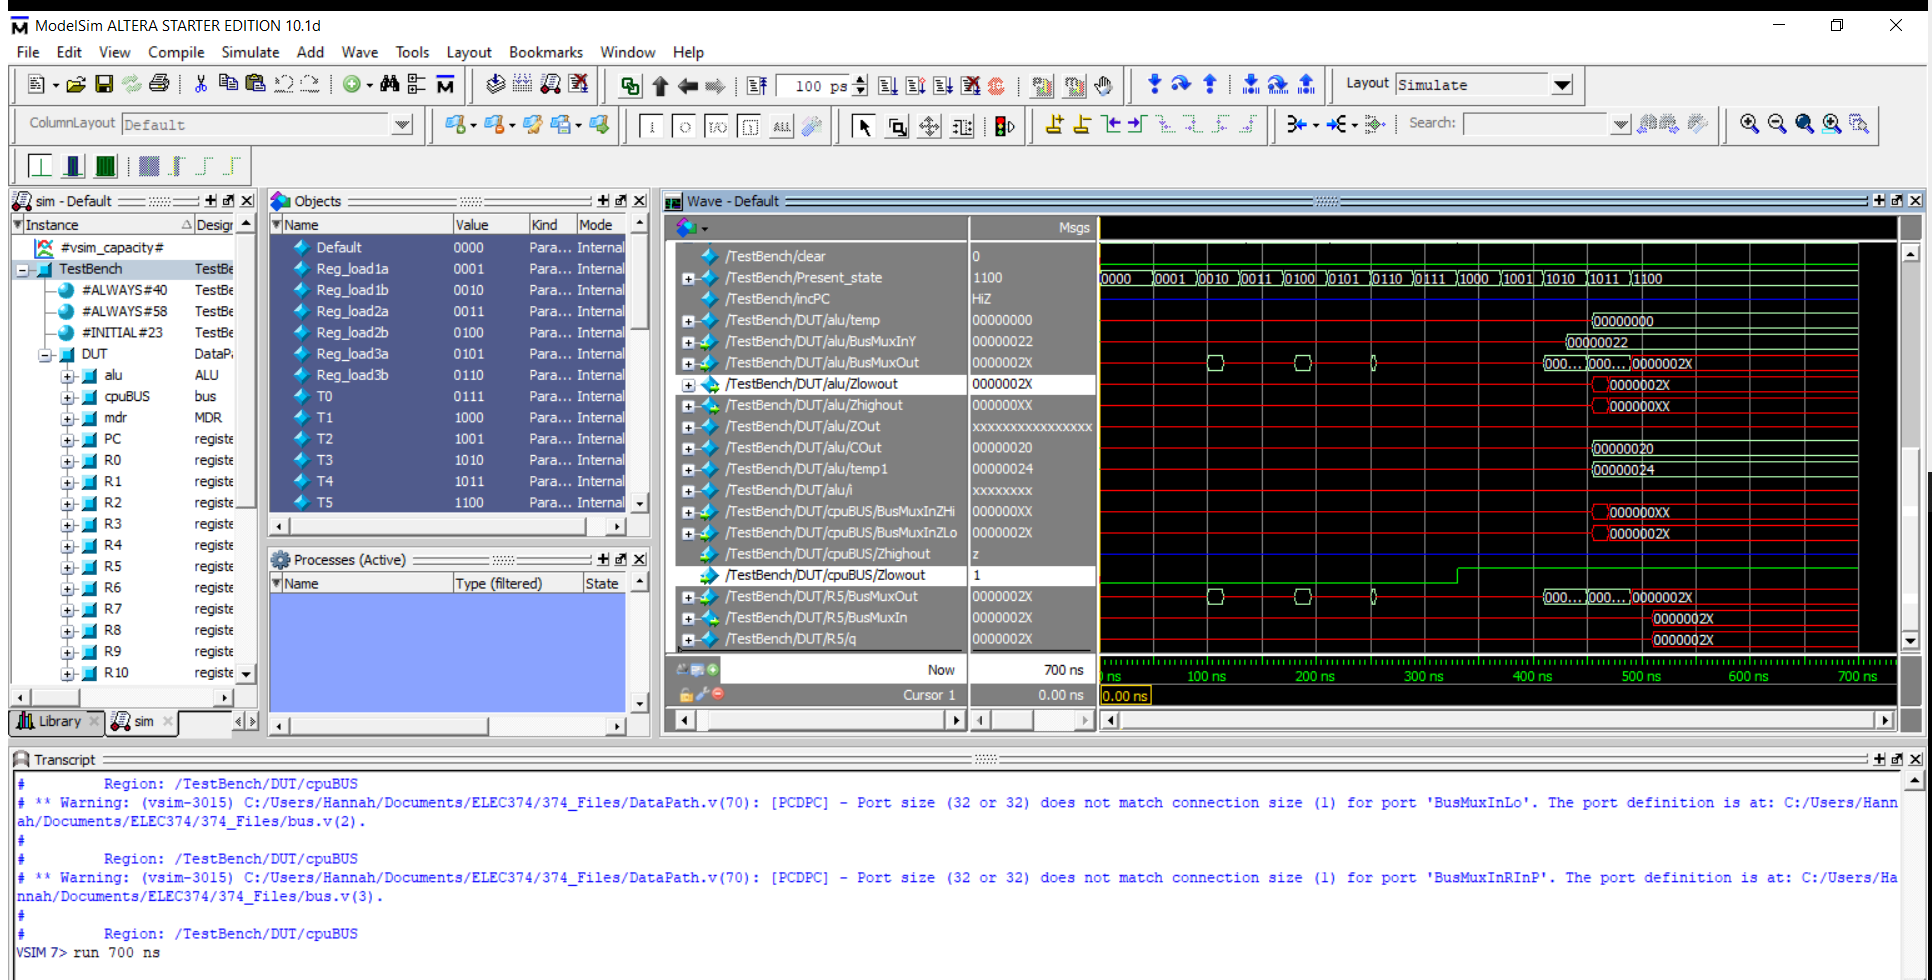 ModelSim ALTERA STARTER EDITION 10.1d
File Edit View Compile Simulate Add Wave Tools Layout Bookmarks Window Help
100 ps
Layout Simulate
ColumnLayout Default
Search:
sim - Default
Instance Design
#vsim_capacity#
TestBench TestBe
#ALWAYS#40 TestBe
#ALWAYS#58 TestBe
#INITIAL#23 TestBe
DUT DataPa
alu ALU
cpuBUS bus
mdr MDR
PC registe
R0 registe
R1 registe
R2 registe
R3 registe
R4 registe
R5 registe
R6 registe
R7 registe
R8 registe
R9 registe
R10 registe
Library sim
Objects
Name Value Kind Mode
Default 0000 Para... Internal
Reg_load1a 0001 Para... Internal
Reg_load1b 0010 Para... Internal
Reg_load2a 0011 Para... Internal
Reg_load2b 0100 Para... Internal
Reg_load3a 0101 Para... Internal
Reg_load3b 0110 Para... Internal
T0 0111 Para... Internal
T1 1000 Para... Internal
T2 1001 Para... Internal
T3 1010 Para... Internal
T4 1011 Para... Internal
T5 1100 Para... Internal
Processes (Active)
Name Type (filtered) State
Wave - Default
Msgs
/TestBench/clear 0
/TestBench/Present_state 1100 0000 0001 0010 0011 0100 0101 0110 0111 1000 1001 1010 1011 1100
/TestBench/incPC HiZ
/TestBench/DUT/alu/temp 00000000 00000000
/TestBench/DUT/alu/BusMuxInY 00000022 00000022
/TestBench/DUT/alu/BusMuxOut 0000002X 000... 000... 0000002X
/TestBench/DUT/alu/Zlowout 0000002X 0000002X
/TestBench/DUT/alu/Zhighout 000000XX 000000XX
/TestBench/DUT/alu/ZOut xxxxxxxxxxxxxxxx
/TestBench/DUT/alu/COut 00000020 00000020
/TestBench/DUT/alu/temp1 00000024 00000024
/TestBench/DUT/alu/i xxxxxxxx
/TestBench/DUT/cpuBUS/BusMuxInZHi 000000XX 000000XX
/TestBench/DUT/cpuBUS/BusMuxInZLo 0000002X 0000002X
/TestBench/DUT/cpuBUS/Zhighout z
/TestBench/DUT/cpuBUS/Zlowout 1
/TestBench/DUT/R5/BusMuxOut 0000002X 000... 000... 0000002X
/TestBench/DUT/R5/BusMuxIn 0000002X 0000002X
/TestBench/DUT/R5/q 0000002X 0000002X
Now 700 ns ns 100 ns 200 ns 300 ns 400 ns 500 ns 600 ns 700 ns
Cursor 1 0.00 ns 0.00 ns
Transcript
# Region: /TestBench/DUT/cpuBUS
# ** Warning: (vsim-3015) C:/Users/Hannah/Documents/ELEC374/374_Files/DataPath.v(70): [PCDPC] - Port size (32 or 32) does not match connection size (1) for port 'BusMuxInLo'. The port definition is at: C:/Users/Hann
ah/Documents/ELEC374/374_Files/bus.v(2).
#
# Region: /TestBench/DUT/cpuBUS
# ** Warning: (vsim-3015) C:/Users/Hannah/Documents/ELEC374/374_Files/DataPath.v(70): [PCDPC] - Port size (32 or 32) does not match connection size (1) for port 'BusMuxInRInP'. The port definition is at: C:/Users/Ha
nnah/Documents/ELEC374/374_Files/bus.v(3).
#
# Region: /TestBench/DUT/cpuBUS
VSIM 7> run 700 ns